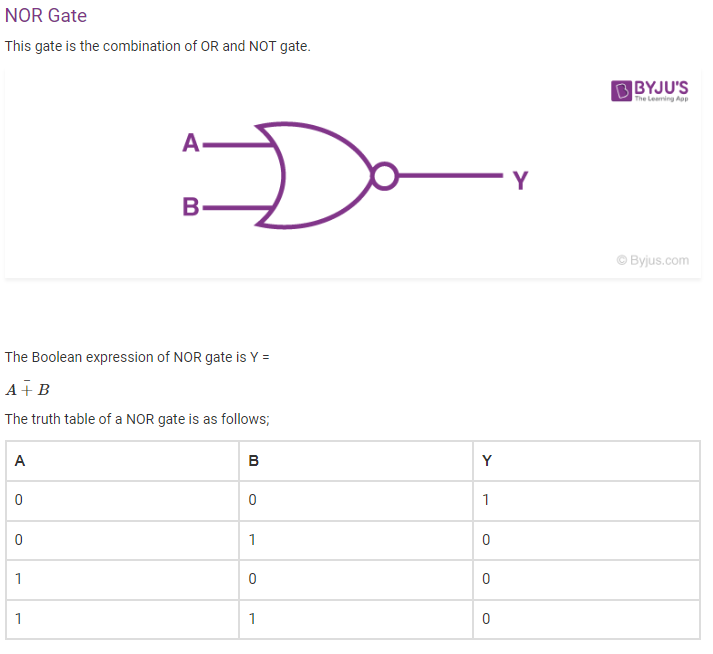 NOR Gate
This gate is the combination of OR and NOT gate.
BYJU'S
The Learning App
A
B
Y
© Byjus.com
The Boolean expression of NOR gate is Y =
A +̄ B
The truth table of a NOR gate is as follows;
A B Y
0 0 1
0 1 0
1 0 0
1 1 0